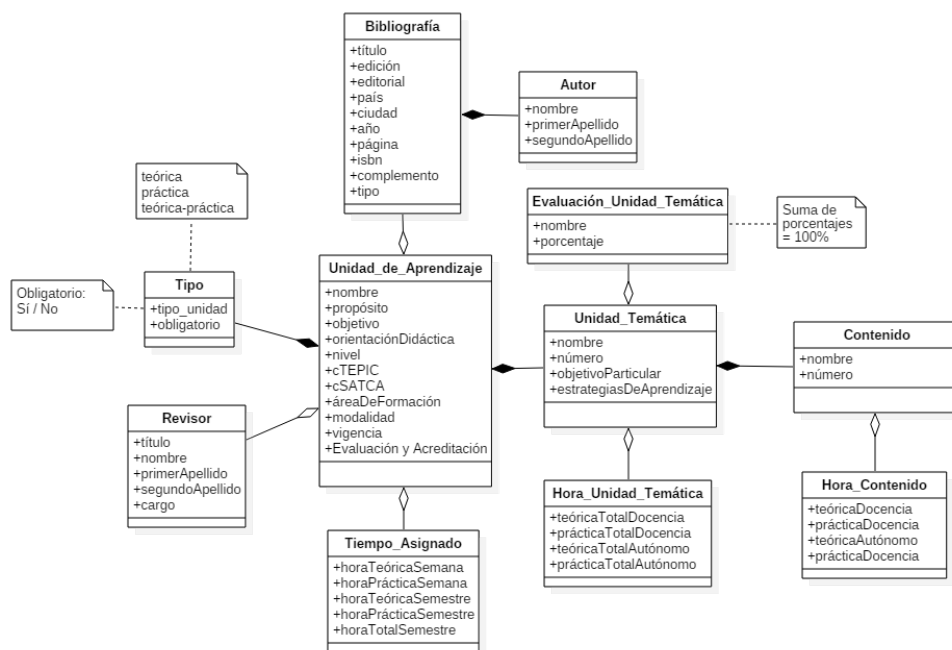 Bibliografía
+título
+edición
+editorial
+país
+ciudad
+año
+página
+isbn
+complemento
+tipo
Autor
+nombre
+primerApellido
+segundoApellido
teórica
práctica
teórica-práctica
Evaluación_Unidad_Temática
+nombre
+porcentaje
Suma de
porcentajes
= 100%
Obligatorio:
Sí / No
Tipo
+tipo_unidad
+obligatorio
Unidad_de_Aprendizaje
+nombre
+propósito
+objetivo
+orientaciónDidáctica
+nivel
+cTEPIC
+cSATCA
+áreaDeFormación
+modalidad
+vigencia
+Evaluación y Acreditación
Unidad_Temática
+nombre
+número
+objetivoParticular
+estrategiasDeAprendizaje
Contenido
+nombre
+número
Revisor
+título
+nombre
+primerApellido
+segundoApellido
+cargo
Hora_Unidad_Temática
+teóricaTotalDocencia
+prácticaTotalDocencia
+teóricaTotalAutónomo
+prácticaTotalAutónomo
Hora_Contenido
+teóricaDocencia
+prácticaDocencia
+teóricaAutónomo
+prácticaDocencia
Tiempo_Asignado
+horaTeóricaSemana
+horaPrácticaSemana
+horaTeóricaSemestre
+horaPrácticaSemestre
+horaTotalSemestre